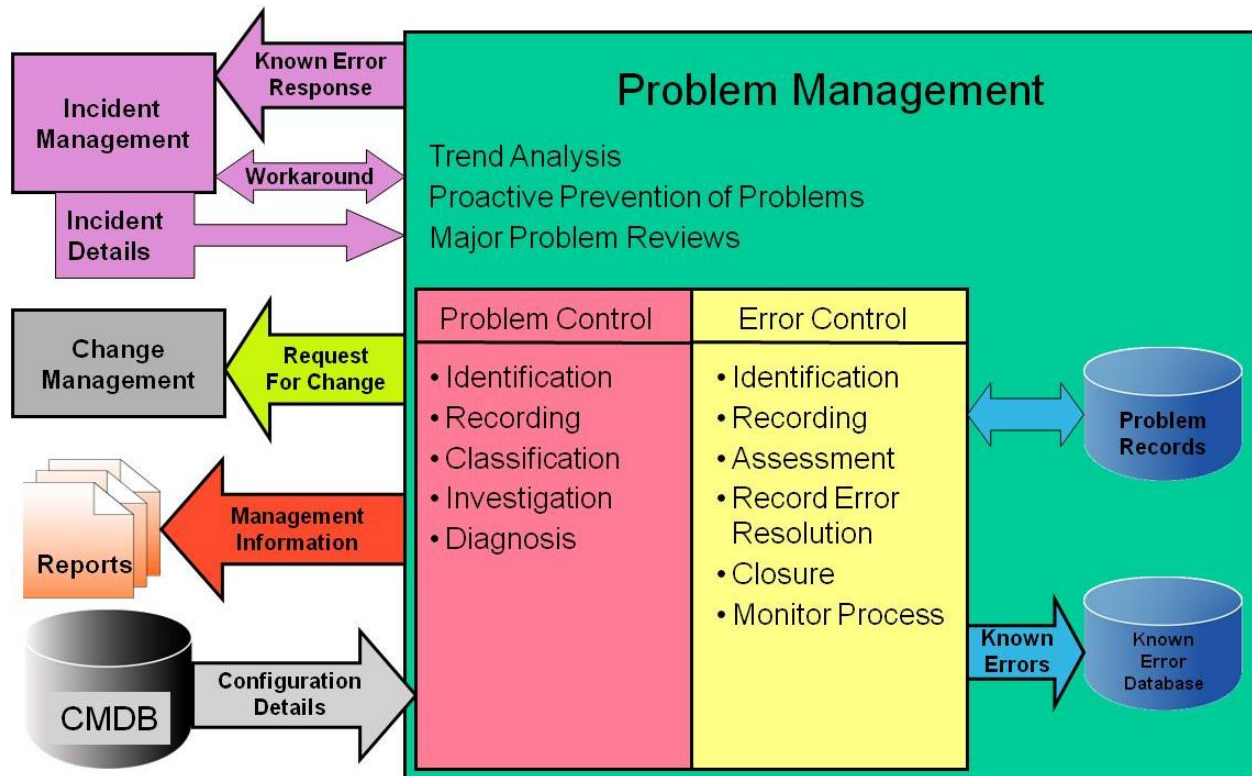 Incident
Management
Known Error
Response
Workaround
Incident
Details
Change
Management
Request
For Change
Reports
Management
Information
CMDB
Configuration
Details
Problem Management
Trend Analysis
Proactive Prevention of Problems
Major Problem Reviews
Problem Control
• Identification
• Recording
• Classification
• Investigation
• Diagnosis
Error Control
• Identification
• Recording
• Assessment
• Record Error
Resolution
• Closure
• Monitor Process
Problem
Records
Known
Errors
Known
Error
Database